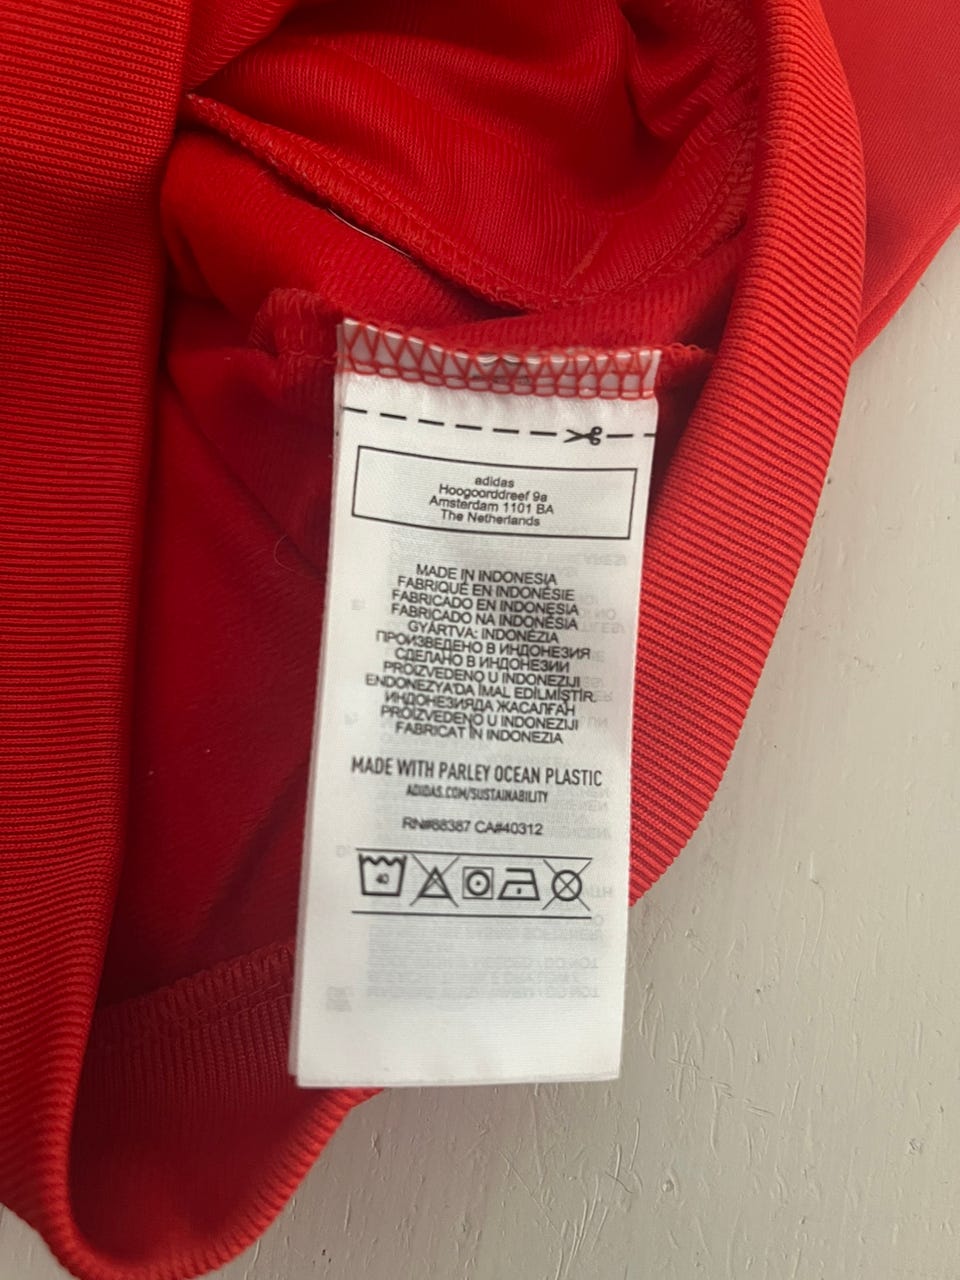 adidas
Hoogoorddreef 9a
Amsterdam 1101 BA
The Netherlands
MADE IN INDONESIA
FABRIQUÉ EN INDONÉSIE
FABRICADO EN INDONESIA
FABRICADO NA INDONÉSIA
GYÁRTVA: INDONÉZIA
ПРОИЗВЕДЕНО В ИНДОНЕЗИЯ
СДЕЛАНО В ИНДОНЕЗИИ
PROIZVEDENO U INDONEZIJI
ENDONEZYA'DA İMAL EDİLMİŞTİR.
ИНДОНЕЗИЯДА ЖАСАЛҒАН
PROIZVEDENO U INDONEZIJI
FABRICAT ÎN INDONEZIA
MADE WITH PARLEY OCEAN PLASTIC
ADIDAS.COM/SUSTAINABILITY
RN#88387 CA#40312
40